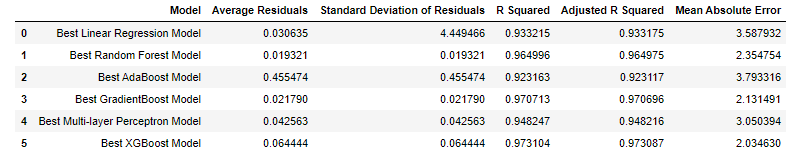 Model Average Residuals Standard Deviation of Residuals R Squared Adjusted R Squared Mean Absolute Error
0 Best Linear Regression Model 0.030635 4.449466 0.933215 0.933175 3.587932
1 Best Random Forest Model 0.019321 0.019321 0.964996 0.964975 2.354754
2 Best AdaBoost Model 0.455474 0.455474 0.923163 0.923117 3.793316
3 Best GradientBoost Model 0.021790 0.021790 0.970713 0.970696 2.131491
4 Best Multi-layer Perceptron Model 0.042563 0.042563 0.948247 0.948216 3.050394
5 Best XGBoost Model 0.064444 0.064444 0.973104 0.973087 2.034630